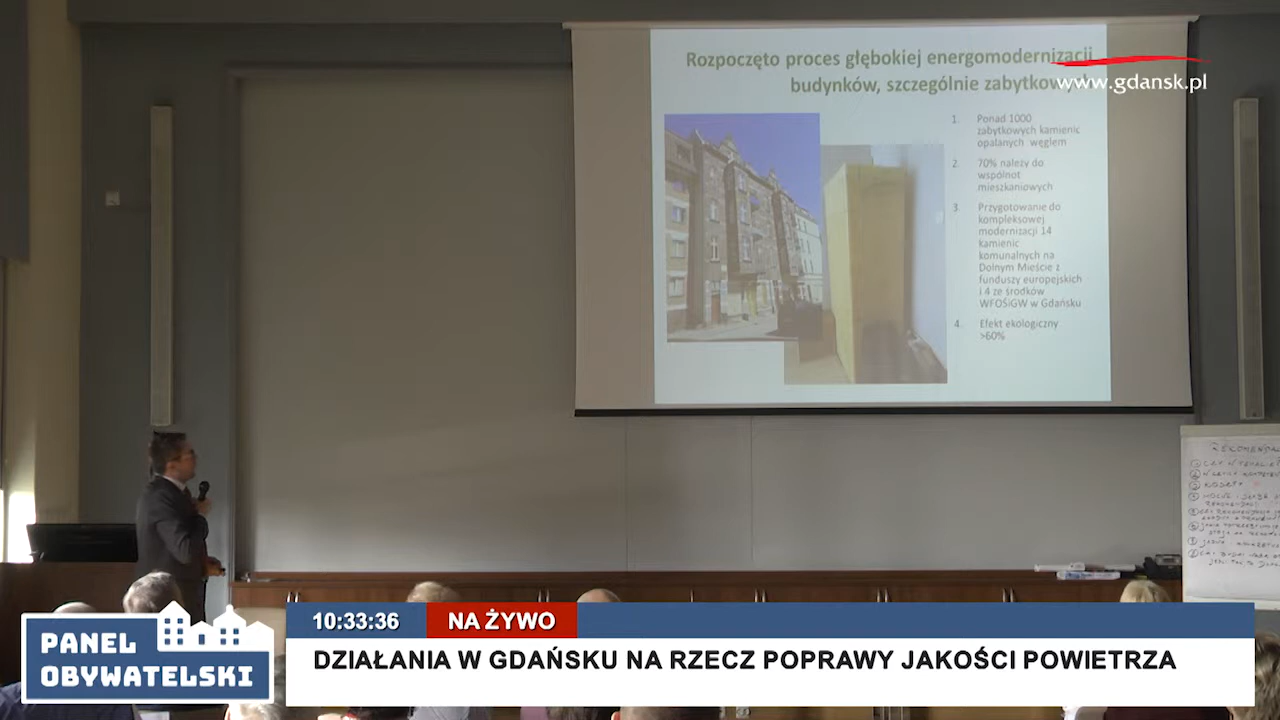 Rozpoczęto proces głębokiej energomodernizacji
budynków, szczególnie
www.gdansk.pl
1. Ponad 1000
zabytkowych kamienic
opalanych węglem
2. 70% należy do
wspólnot
mieszkaniowych
3. Przygotowanie do
kompleksowej
modernizacji 14
kamienic
komunalnych na
Dolnym Mieście z
funduszy europejskich
i 4 ze środków
WFOŚiGW w Gdańsku
4. Efekt ekologiczny
>60%
10:33:36
NA ŻYWO
PANEL
OBYWATELSKI
DZIAŁANIA W GDAŃSKU NA RZECZ POPRAWY JAKOŚCI POWIETRZA